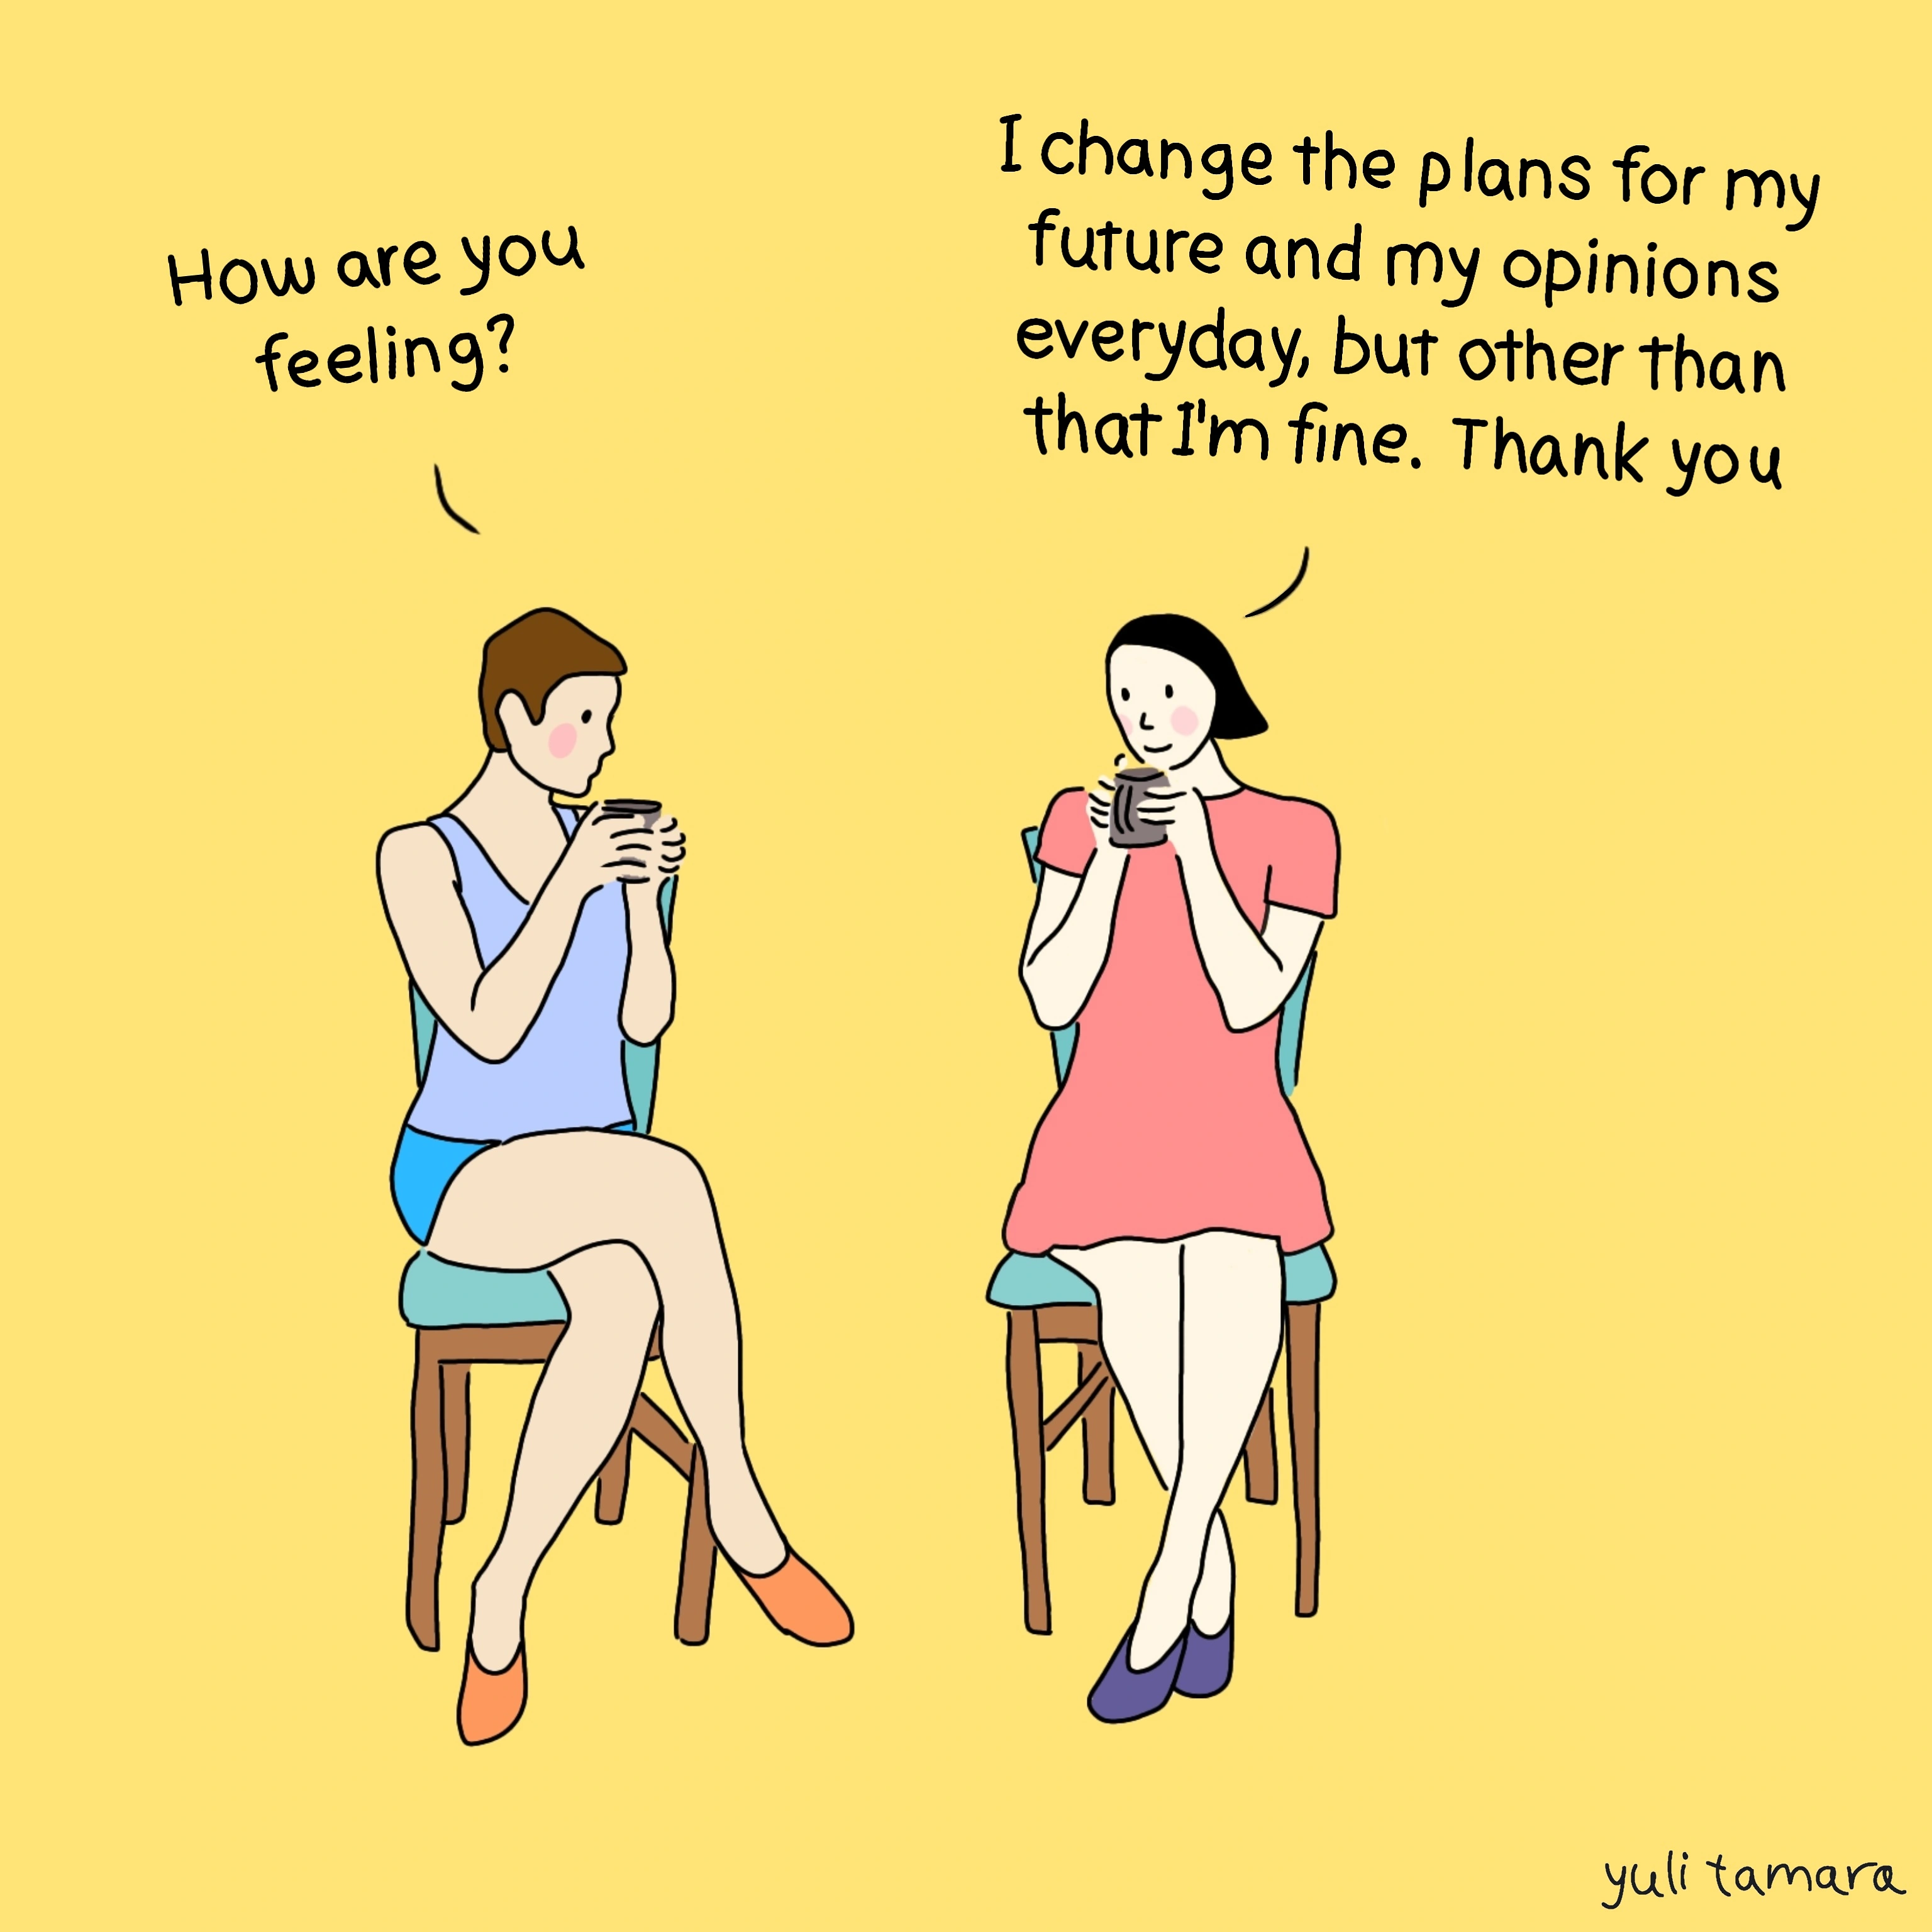 How are you
feeling?
I change the plans for my
future and my opinions
everyday, but other than
that I'm fine. Thank you
yuli tamara